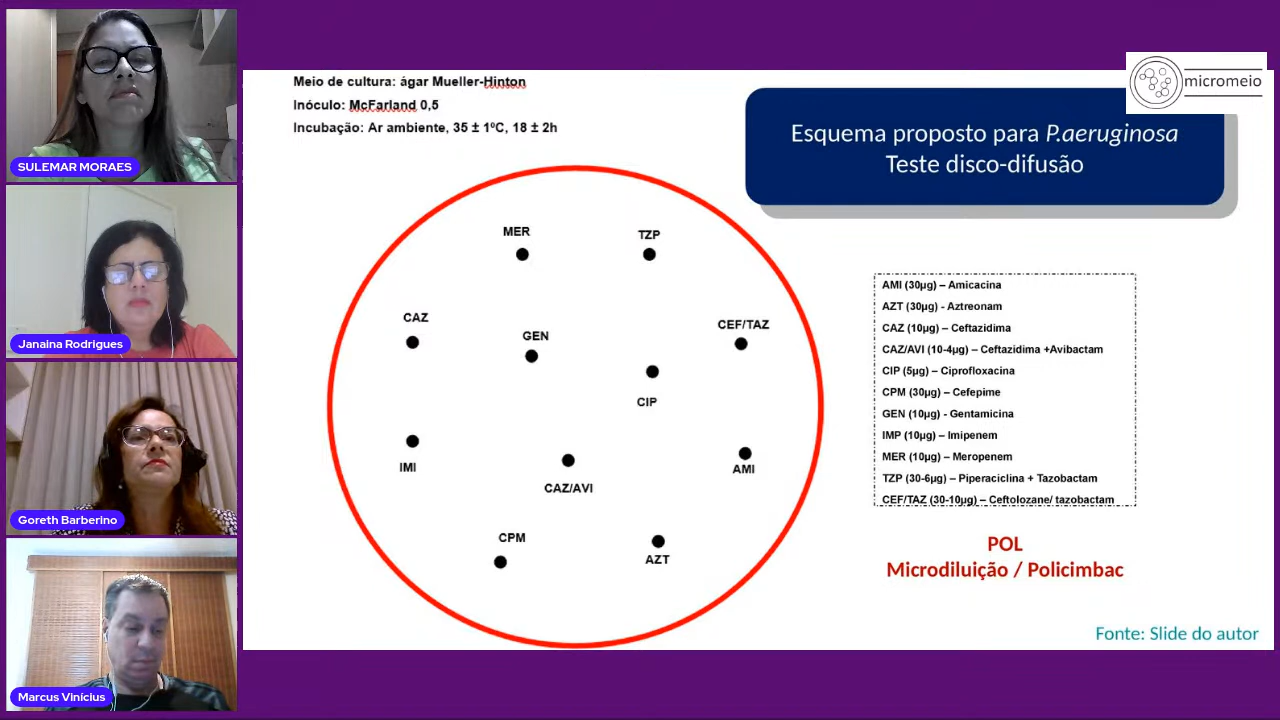 SULEMAR MORAES
Janaina Rodrigues
Goreth Barberino
Marcus Vinícius
Meio de cultura: ágar Mueller-Hinton
Inóculo: McFarland 0,5
Incubação: Ar ambiente, 35 ± 1ºC, 18 ± 2h
micromeio
Esquema proposto para P.aeruginosa
Teste disco-difusão
MER
TZP
CAZ
GEN
CEF/TAZ
CIP
IMI
CAZ/AVI
AMI
CPM
AZT
AMI (30µg) – Amicacina
AZT (30µg) - Aztreonam
CAZ (10µg) – Ceftazidima
CAZ/AVI (10-4µg) – Ceftazidima +Avibactam
CIP (5µg) – Ciprofloxacina
CPM (30µg) – Cefepime
GEN (10µg) - Gentamicina
IMP (10µg) – Imipenem
MER (10µg) – Meropenem
TZP (30-6µg) – Piperaciclina + Tazobactam
CEF/TAZ (30-10µg) – Ceftolozane/ tazobactam
POL
Microdiluição / Policimbac
Fonte: Slide do autor